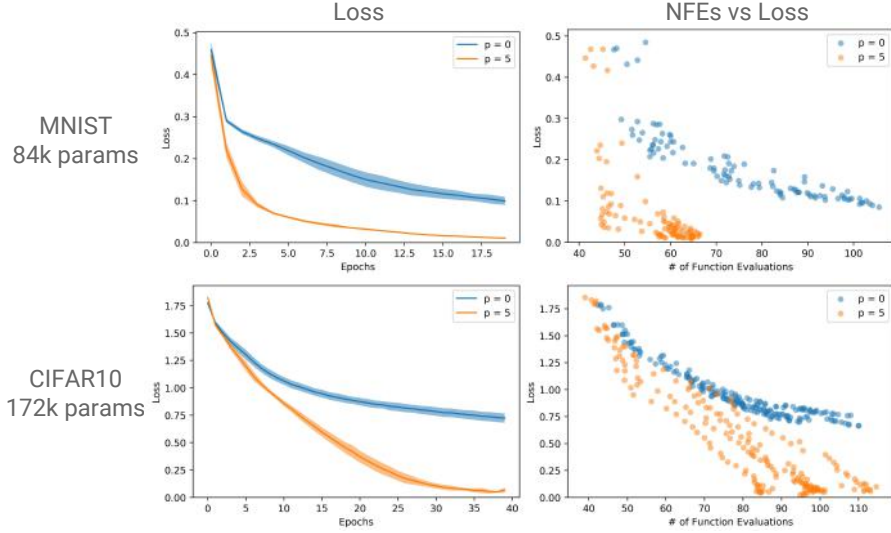 Loss
NFEs vs Loss
MNIST
84k params
0.5
0.4
0.3
0.2
0.1
0.0
Loss
p = 0
p = 5
0.0 2.5 5.0 7.5 10.0 12.5 15.0 17.5
Epochs
0.5
0.4
0.3
0.2
0.1
0.0
Loss
p = 0
p = 5
40 50 60 70 80 90 100
# of Function Evaluations
CIFAR10
172k params
1.75
1.50
1.25
1.00
0.75
0.50
0.25
0.00
Loss
p = 0
p = 5
0 5 10 15 20 25 30 35 40
Epochs
1.75
1.50
1.25
1.00
0.75
0.50
0.25
0.00
Loss
p = 0
p = 5
40 50 60 70 80 90 100 110
# of Function Evaluations